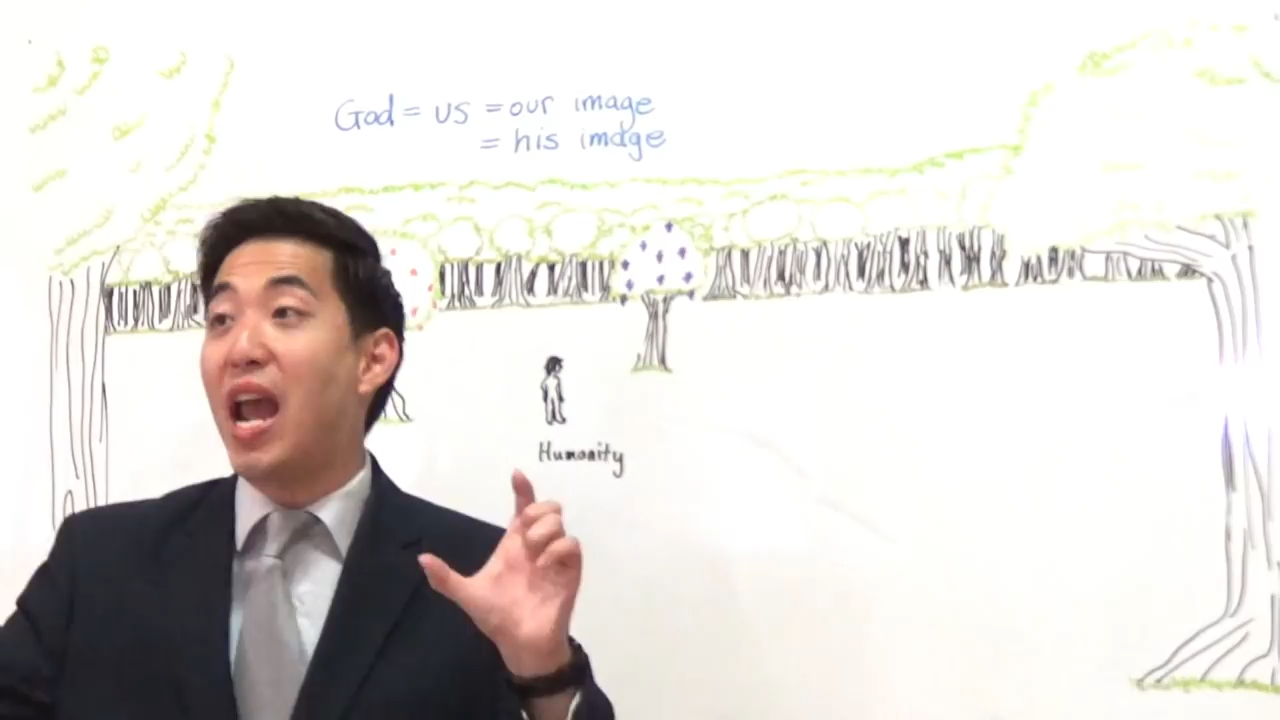 God = us = our image
= his image
Humanity